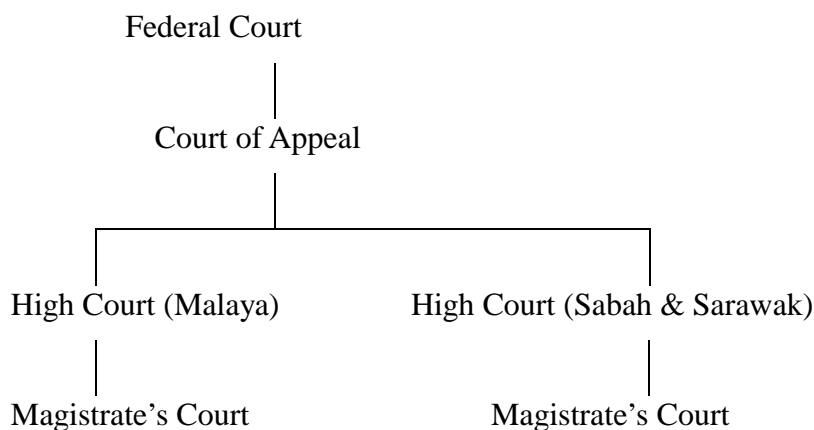 Federal Court
Court of Appeal
High Court (Malaya) High Court (Sabah & Sarawak)
Magistrate’s Court Magistrate’s Court